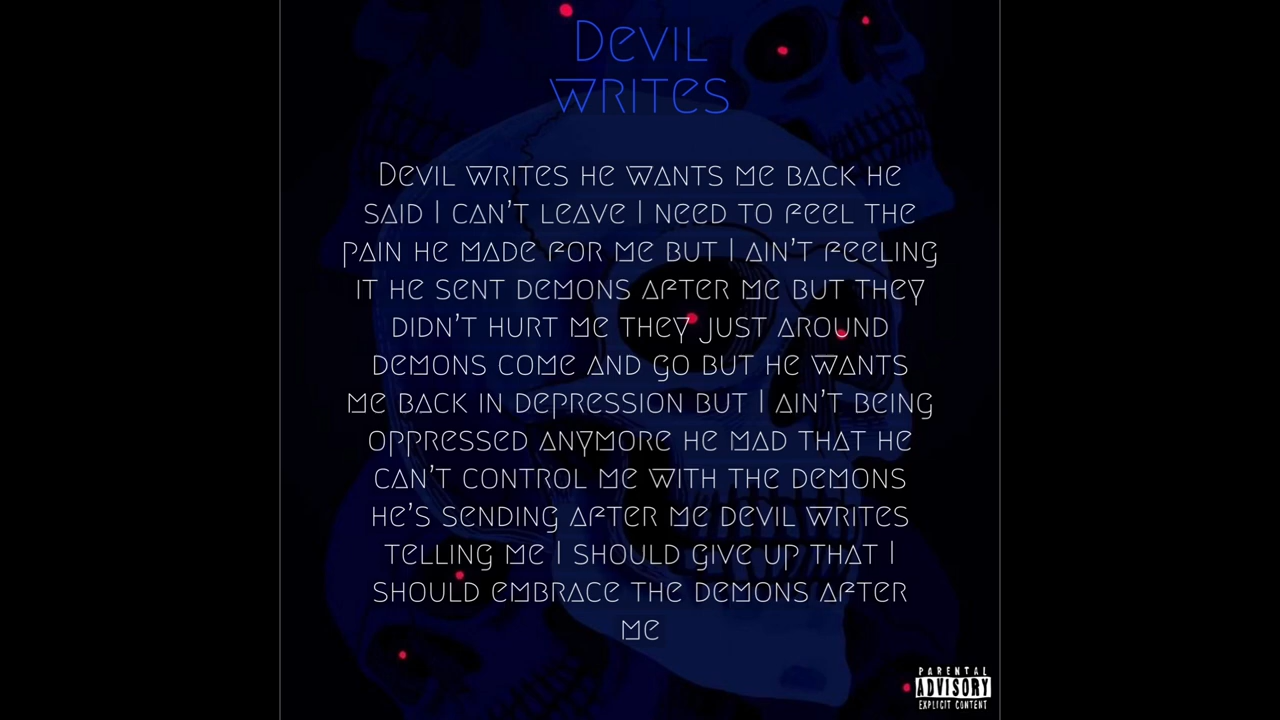 Devil
writes
Devil writes he wants me back he
said I can't leave I need to feel the
pain he made for me but I ain't feeling
it he sent demons after me but they
didn't hurt me they just around
demons come and go but he wants
me back in depression but I ain't being
oppressed anymore he mad that he
can't control me with the demons
he's sending after me devil writes
telling me I should give up that I
should embrace the demons after
me
PARENTAL
ADVISORY
EXPLICIT CONTENT